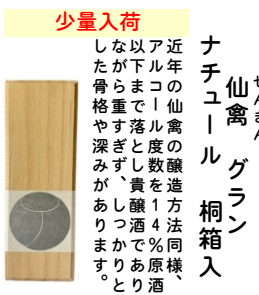 少量入荷
せんきん
仙禽 グラン
ナチュール 桐箱入
近年の仙禽の醸造方法同様、
アルコール度数を14%原酒
以下まで落とし貴醸酒であり
ながら重すぎず、しっかりと
した骨格や深みがあります。